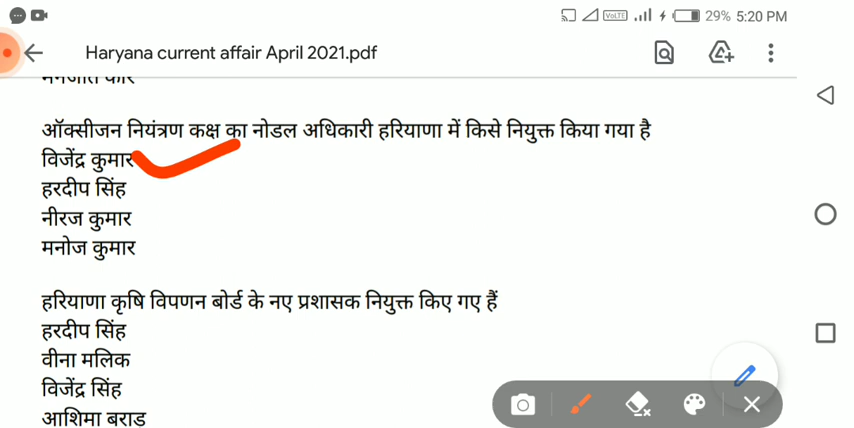 VoLTE 29% 5:20 PM
Haryana current affair April 2021.pdf
ऑक्सीजन नियंत्रण कक्ष का नोडल अधिकारी हरियाणा में किसे नियुक्त किया गया है
विजेंद्र कुमार
हरदीप सिंह
नीरज कुमार
मनोज कुमार
हरियाणा कृषि विपणन बोर्ड के नए प्रशासक नियुक्त किए गए हैं
हरदीप सिंह
वीना मलिक
विजेंद्र सिंह
आशिमा बराड